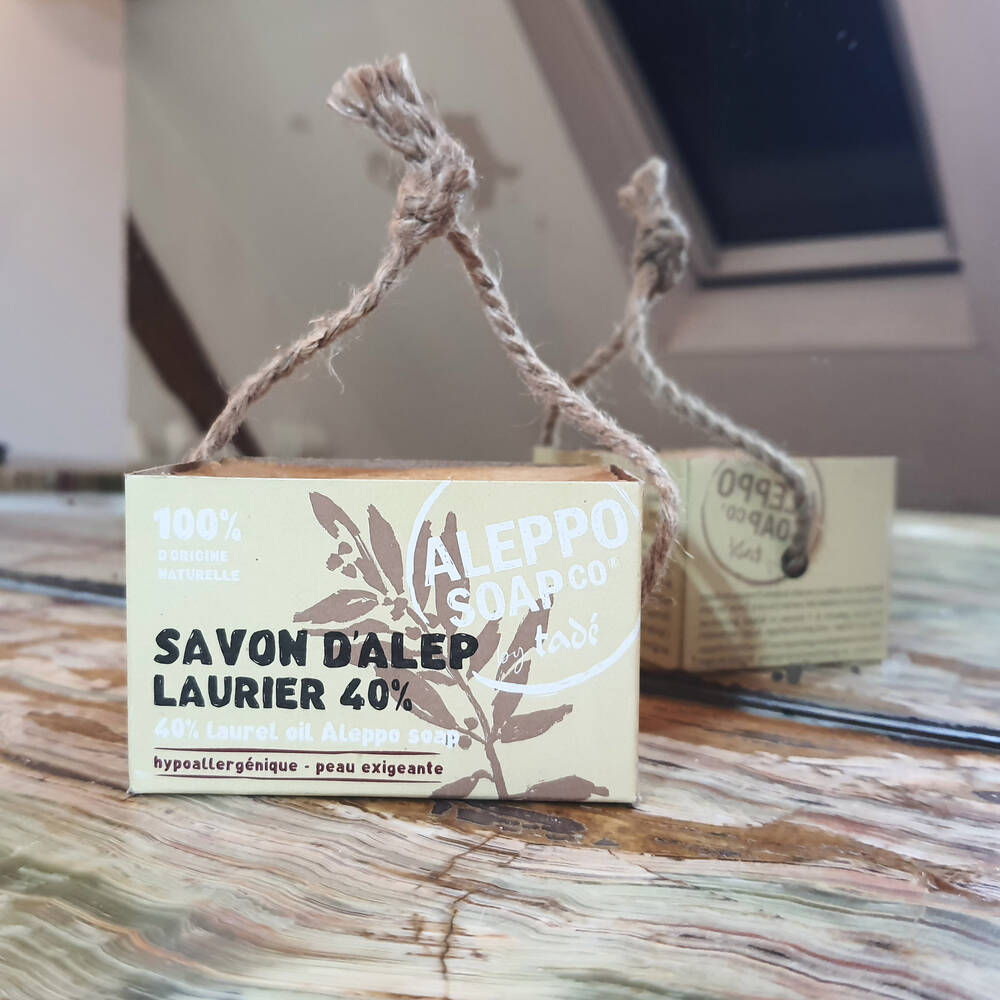 100%
D'ORIGINE
NATURELLE
ALEPPO
SOAP CO®
by tadé
SAVON D'ALEP
LAURIER 40%
40% Laurel oil Aleppo soap
hypoallergénique - peau exigeante
ALEPPO
SOAP CO
tadé